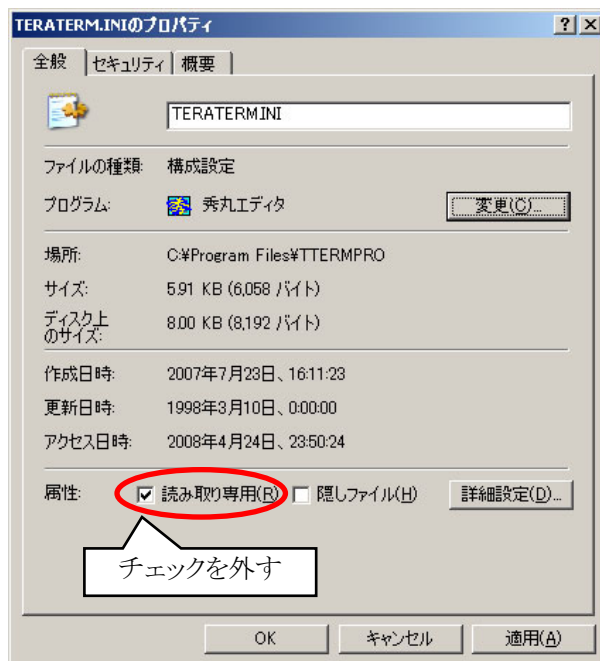 TERATERM.INIのプロパティ
全般 セキュリティ 概要
TERATERM.INI
ファイルの種類: 構成設定
プログラム: 秀丸エディタ 変更(C)...
場所: C:¥Program Files¥TTERMPRO
サイズ: 5.91 KB (6,058 バイト)
ディスク上
のサイズ: 8.00 KB (8,192 バイト)
作成日時: 2007年7月23日、16:11:23
更新日時: 1998年3月10日、0:00:00
アクセス日時: 2008年4月24日、23:50:24
属性: 読み取り専用(R) 隠しファイル(H) 詳細設定(D)...
チェックを外す
OK キャンセル 適用(A)